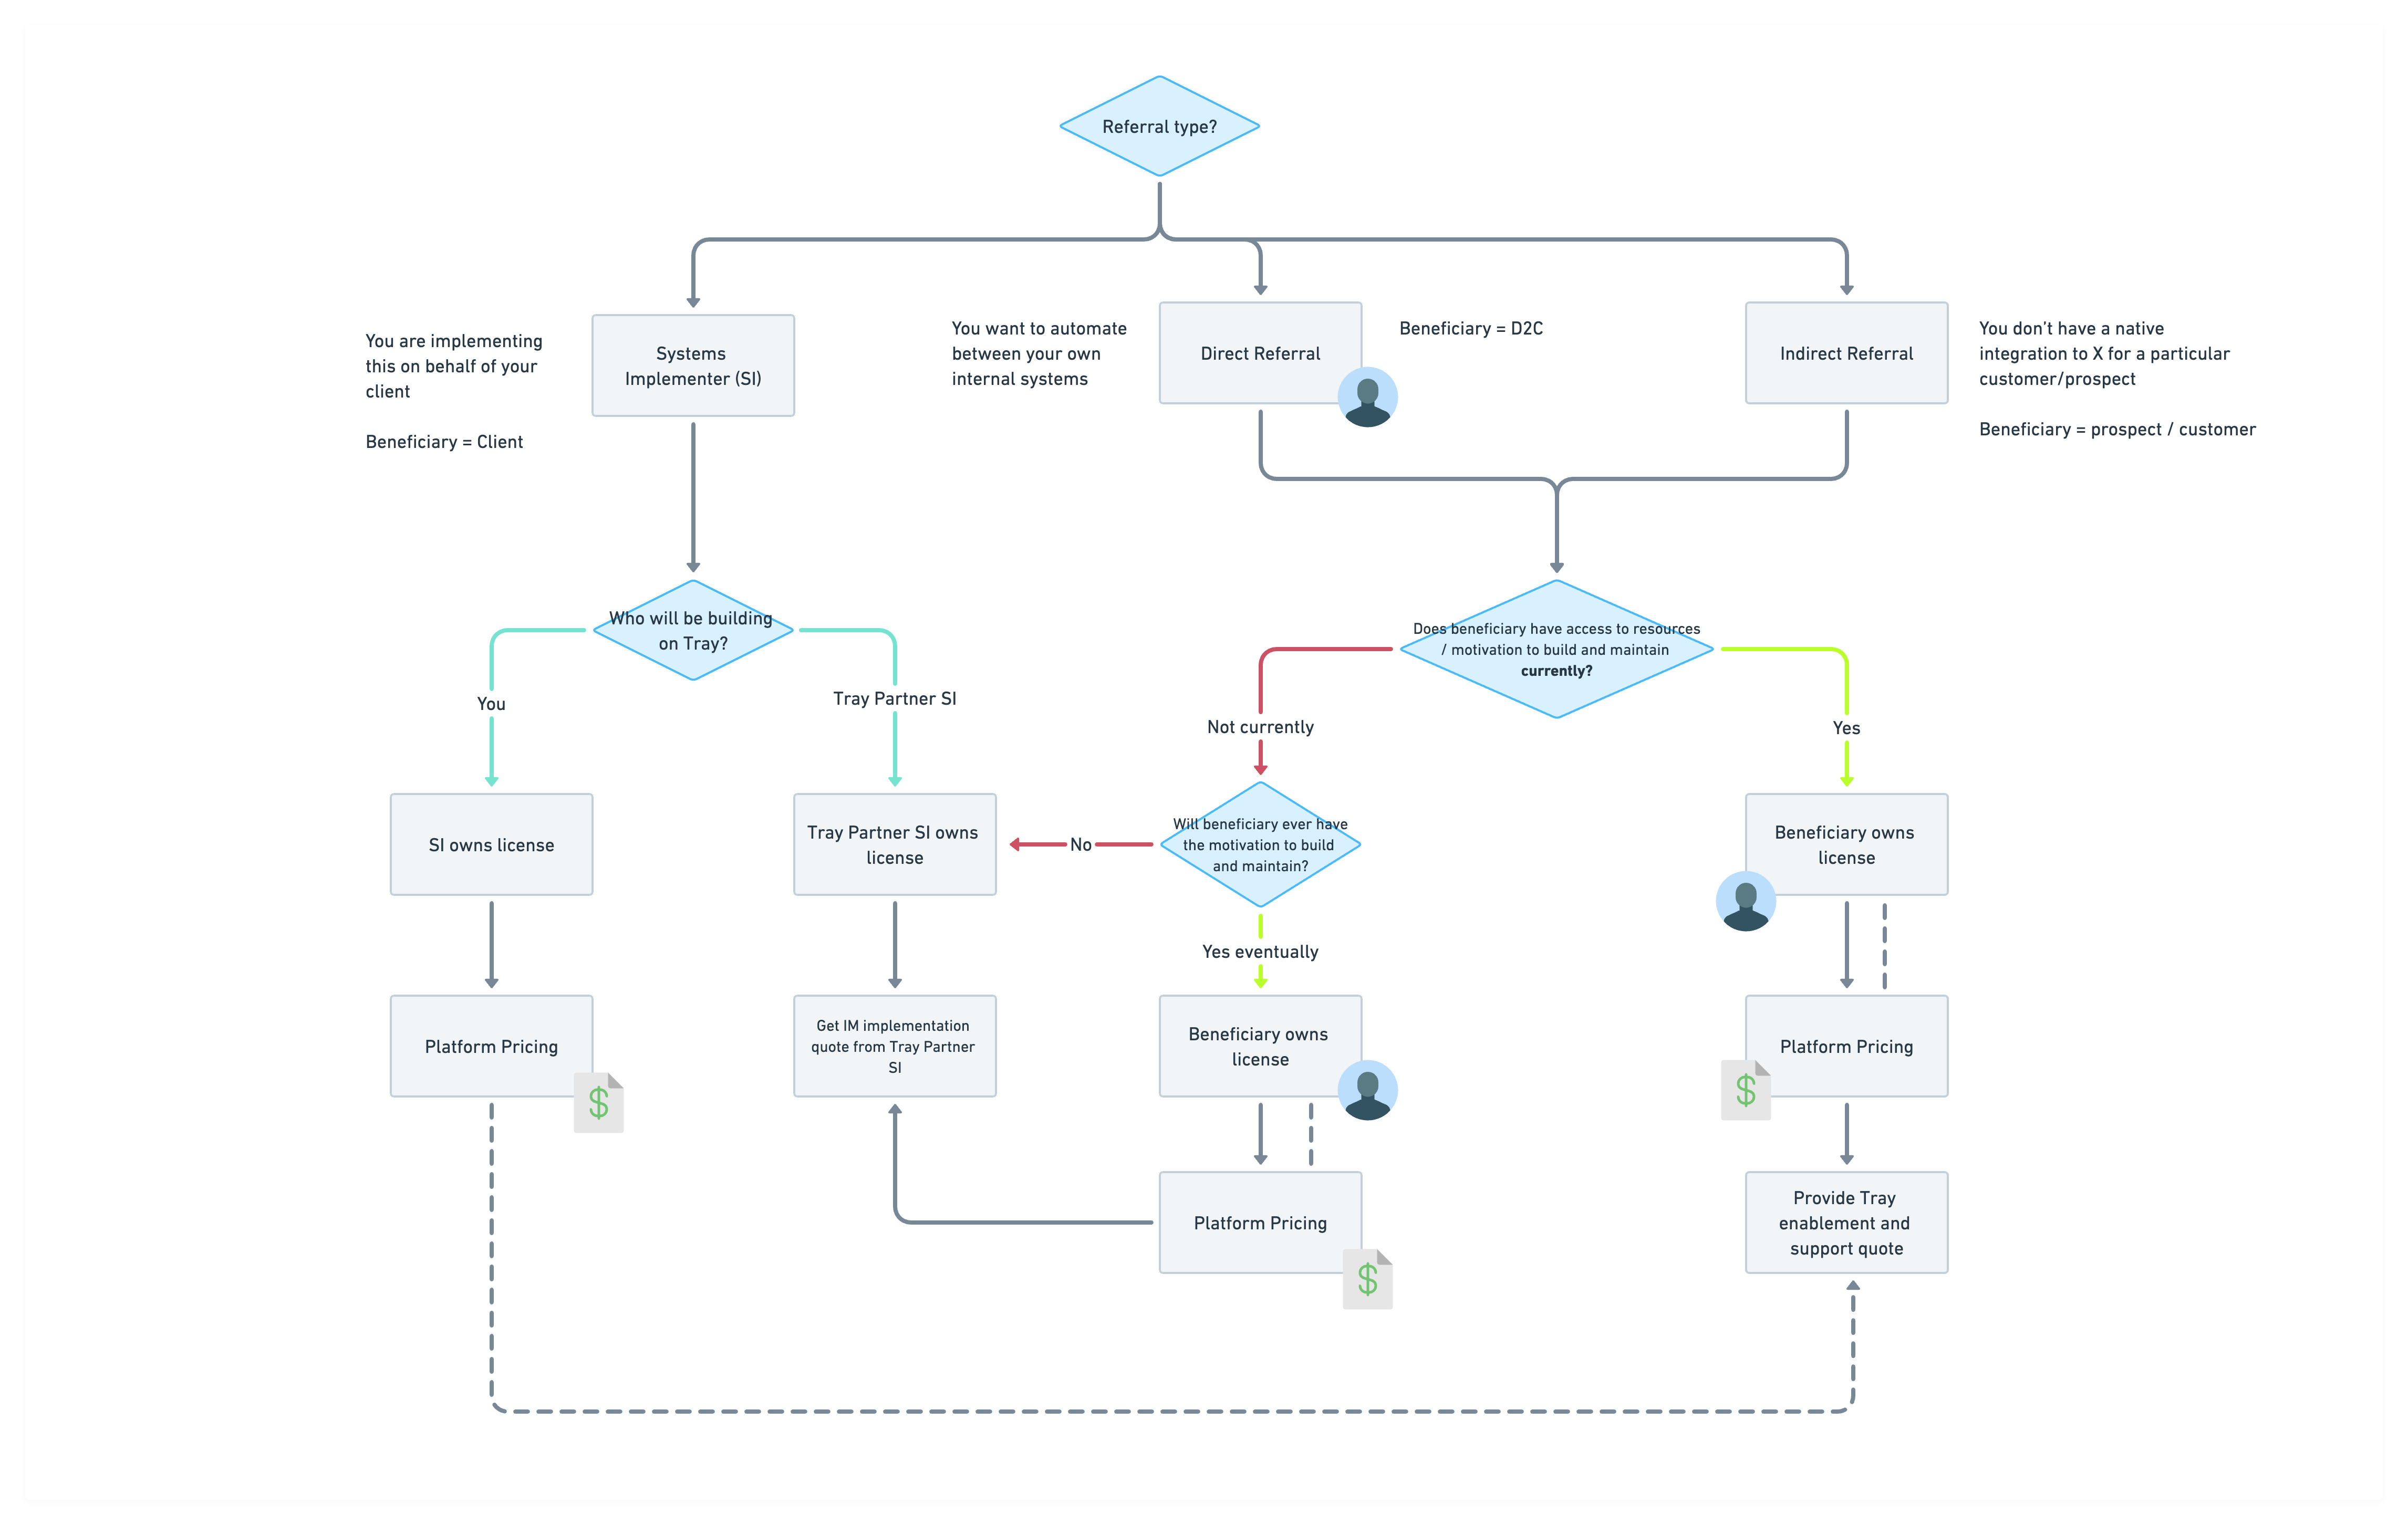 Referral type?
You are implementing
this on behalf of your
client
Beneficiary = Client
Systems
Implementer (SI)
You want to automate
between your own
internal systems
Direct Referral
Beneficiary = D2C
Indirect Referral
You don't have a native
integration to X for a particular
customer/prospect
Beneficiary = prospect / customer
Who will be building
on Tray?
Does beneficiary have access to resources
/ motivation to build and maintain
currently?
You
Tray Partner SI
Not currently
Yes
SI owns license
Tray Partner SI owns
license
No
Will beneficiary ever have
the motivation to build
and maintain?
Beneficiary owns
license
Yes eventually
Platform Pricing
$
Get IM implementation
quote from Tray Partner
SI
Beneficiary owns
license
Platform Pricing
$
Platform Pricing
$
Provide Tray
enablement and
support quote